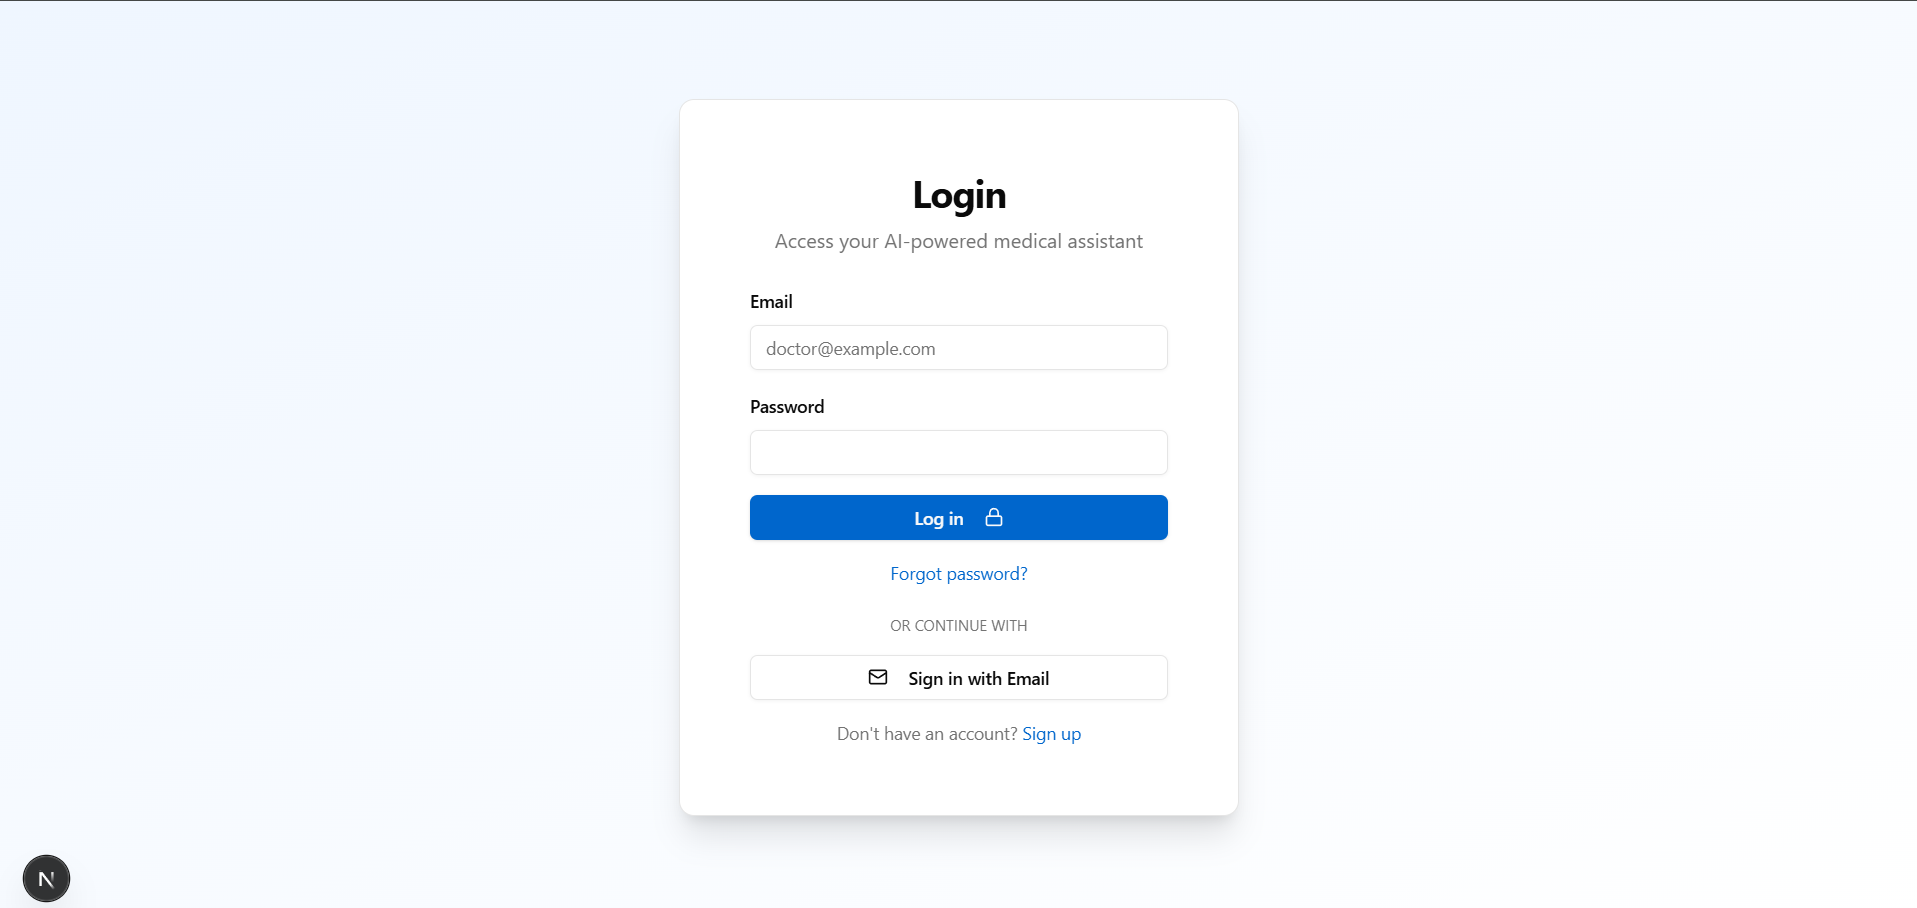 Login
Access your AI-powered medical assistant
Email
doctor@example.com
Password
Log in
Forgot password?
OR CONTINUE WITH
Sign in with Email
Don't have an account? Sign up
N